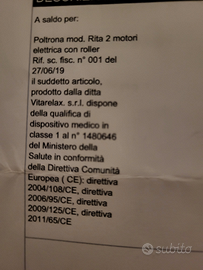 A saldo per:
Poltrona mod. Rita 2 motori
elettrica con roller
Rif. sc. fisc. n° 001 del
27/06/19
il suddetto articolo,
prodotto dalla ditta
Vitarelax. s.r.l. dispone
della qualifica di
dispositivo medico in
classe 1 al n° 1480646
del Ministero della
Salute in conformità
della Direttiva Comunità
Europea ( CE): direttiva
2004/108/CE, direttiva
2006/95/CE, direttiva
2009/125/CE, direttiva
2011/65/CE
subito